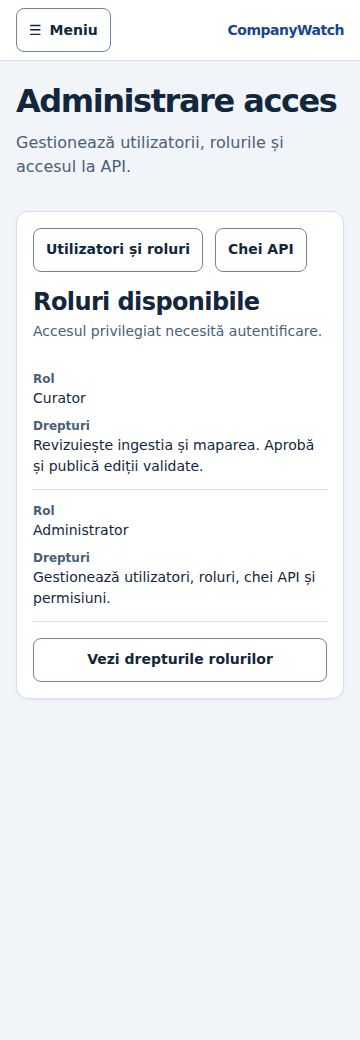 ☰ Meniu
CompanyWatch
Administrare acces
Gestionează utilizatorii, rolurile și
accesul la API.
Utilizatori și roluri
Chei API
Roluri disponibile
Accesul privilegiat necesită autentificare.
Rol
Curator
Drepturi
Revizuiește ingestia și maparea. Aprobă
și publică ediții validate.
Rol
Administrator
Drepturi
Gestionează utilizatori, roluri, chei API și
permisiuni.
Vezi drepturile rolurilor